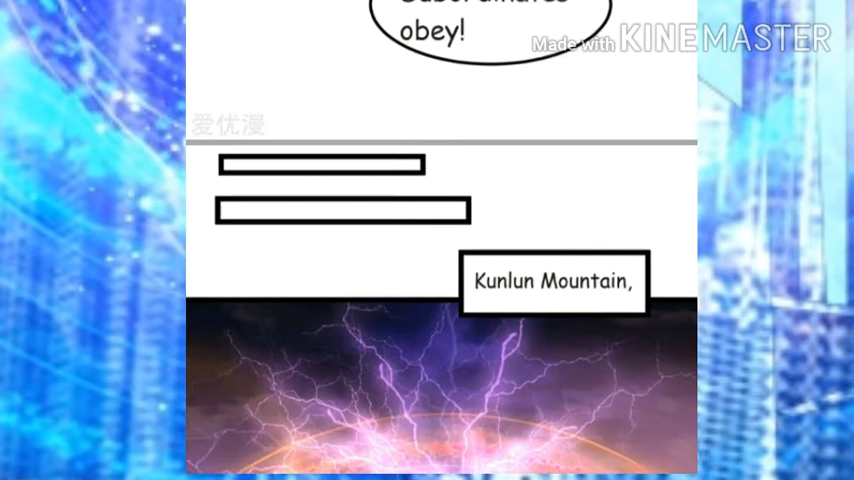 obey!
Made with KINEMASTER
爱优漫
Kunlun Mountain,